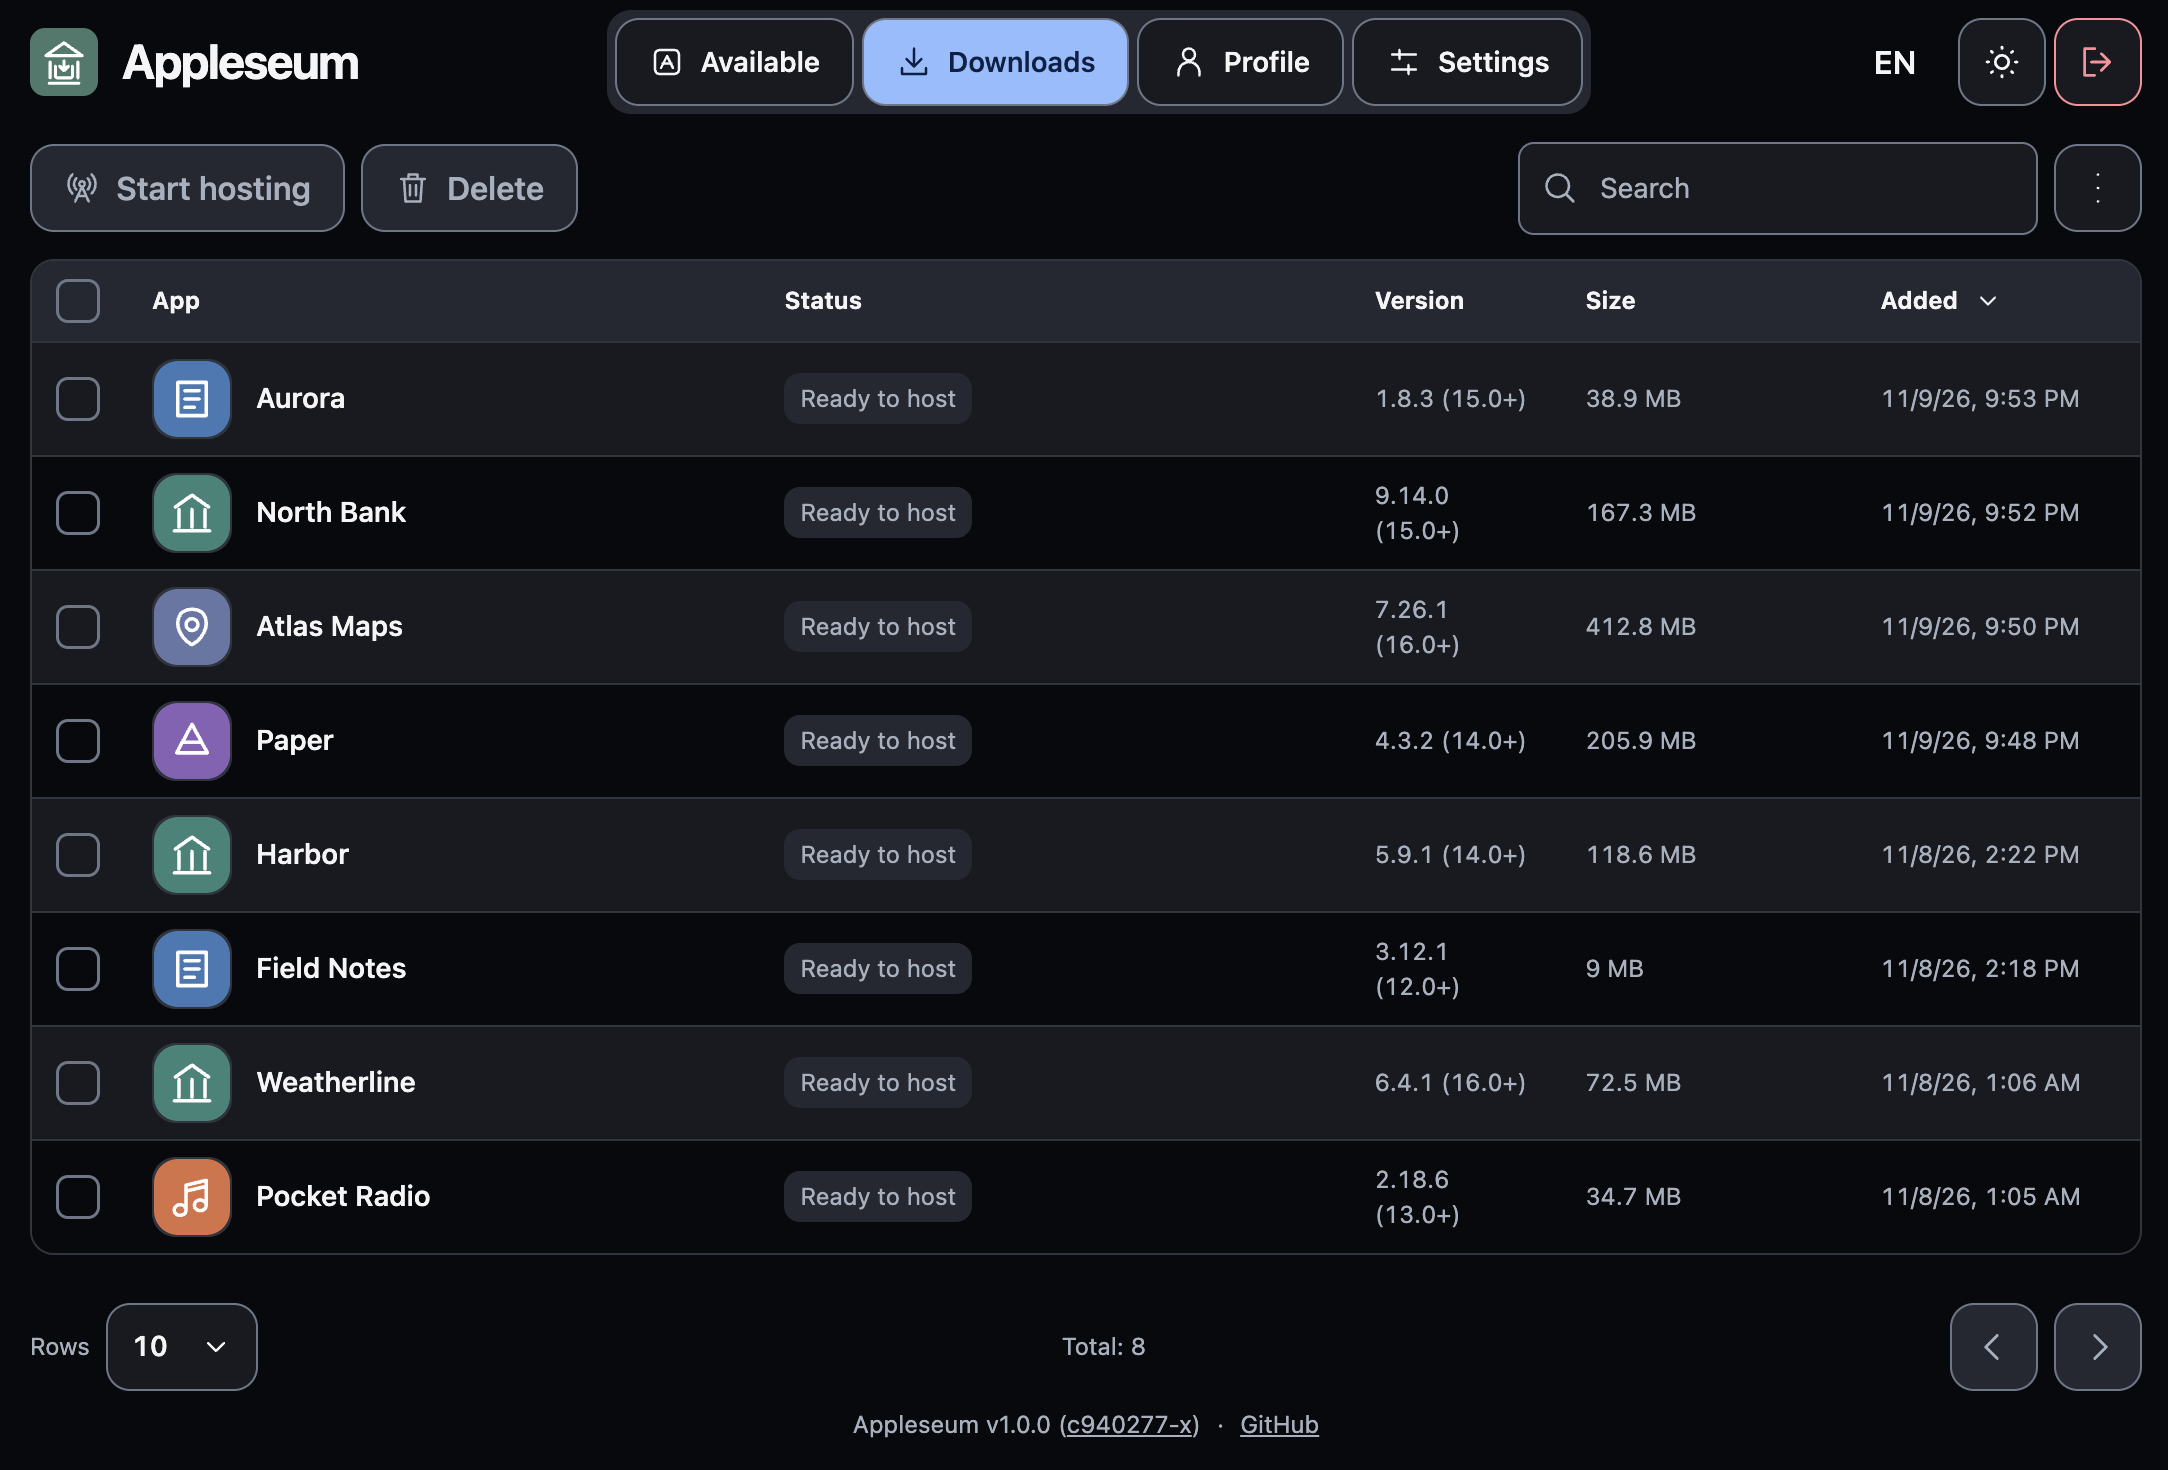 Appleseum
Available
Downloads
Profile
Settings
EN
Start hosting
Delete
Search
App Status Version Size Added
Aurora Ready to host 1.8.3 (15.0+) 38.9 MB 11/9/26, 9:53 PM
North Bank Ready to host 9.14.0 (15.0+) 167.3 MB 11/9/26, 9:52 PM
Atlas Maps Ready to host 7.26.1 (16.0+) 412.8 MB 11/9/26, 9:50 PM
Paper Ready to host 4.3.2 (14.0+) 205.9 MB 11/9/26, 9:48 PM
Harbor Ready to host 5.9.1 (14.0+) 118.6 MB 11/8/26, 2:22 PM
Field Notes Ready to host 3.12.1 (12.0+) 9 MB 11/8/26, 2:18 PM
Weatherline Ready to host 6.4.1 (16.0+) 72.5 MB 11/8/26, 1:06 AM
Pocket Radio Ready to host 2.18.6 (13.0+) 34.7 MB 11/8/26, 1:05 AM
Rows 10
Total: 8
Appleseum v1.0.0 (c940277-x) · GitHub